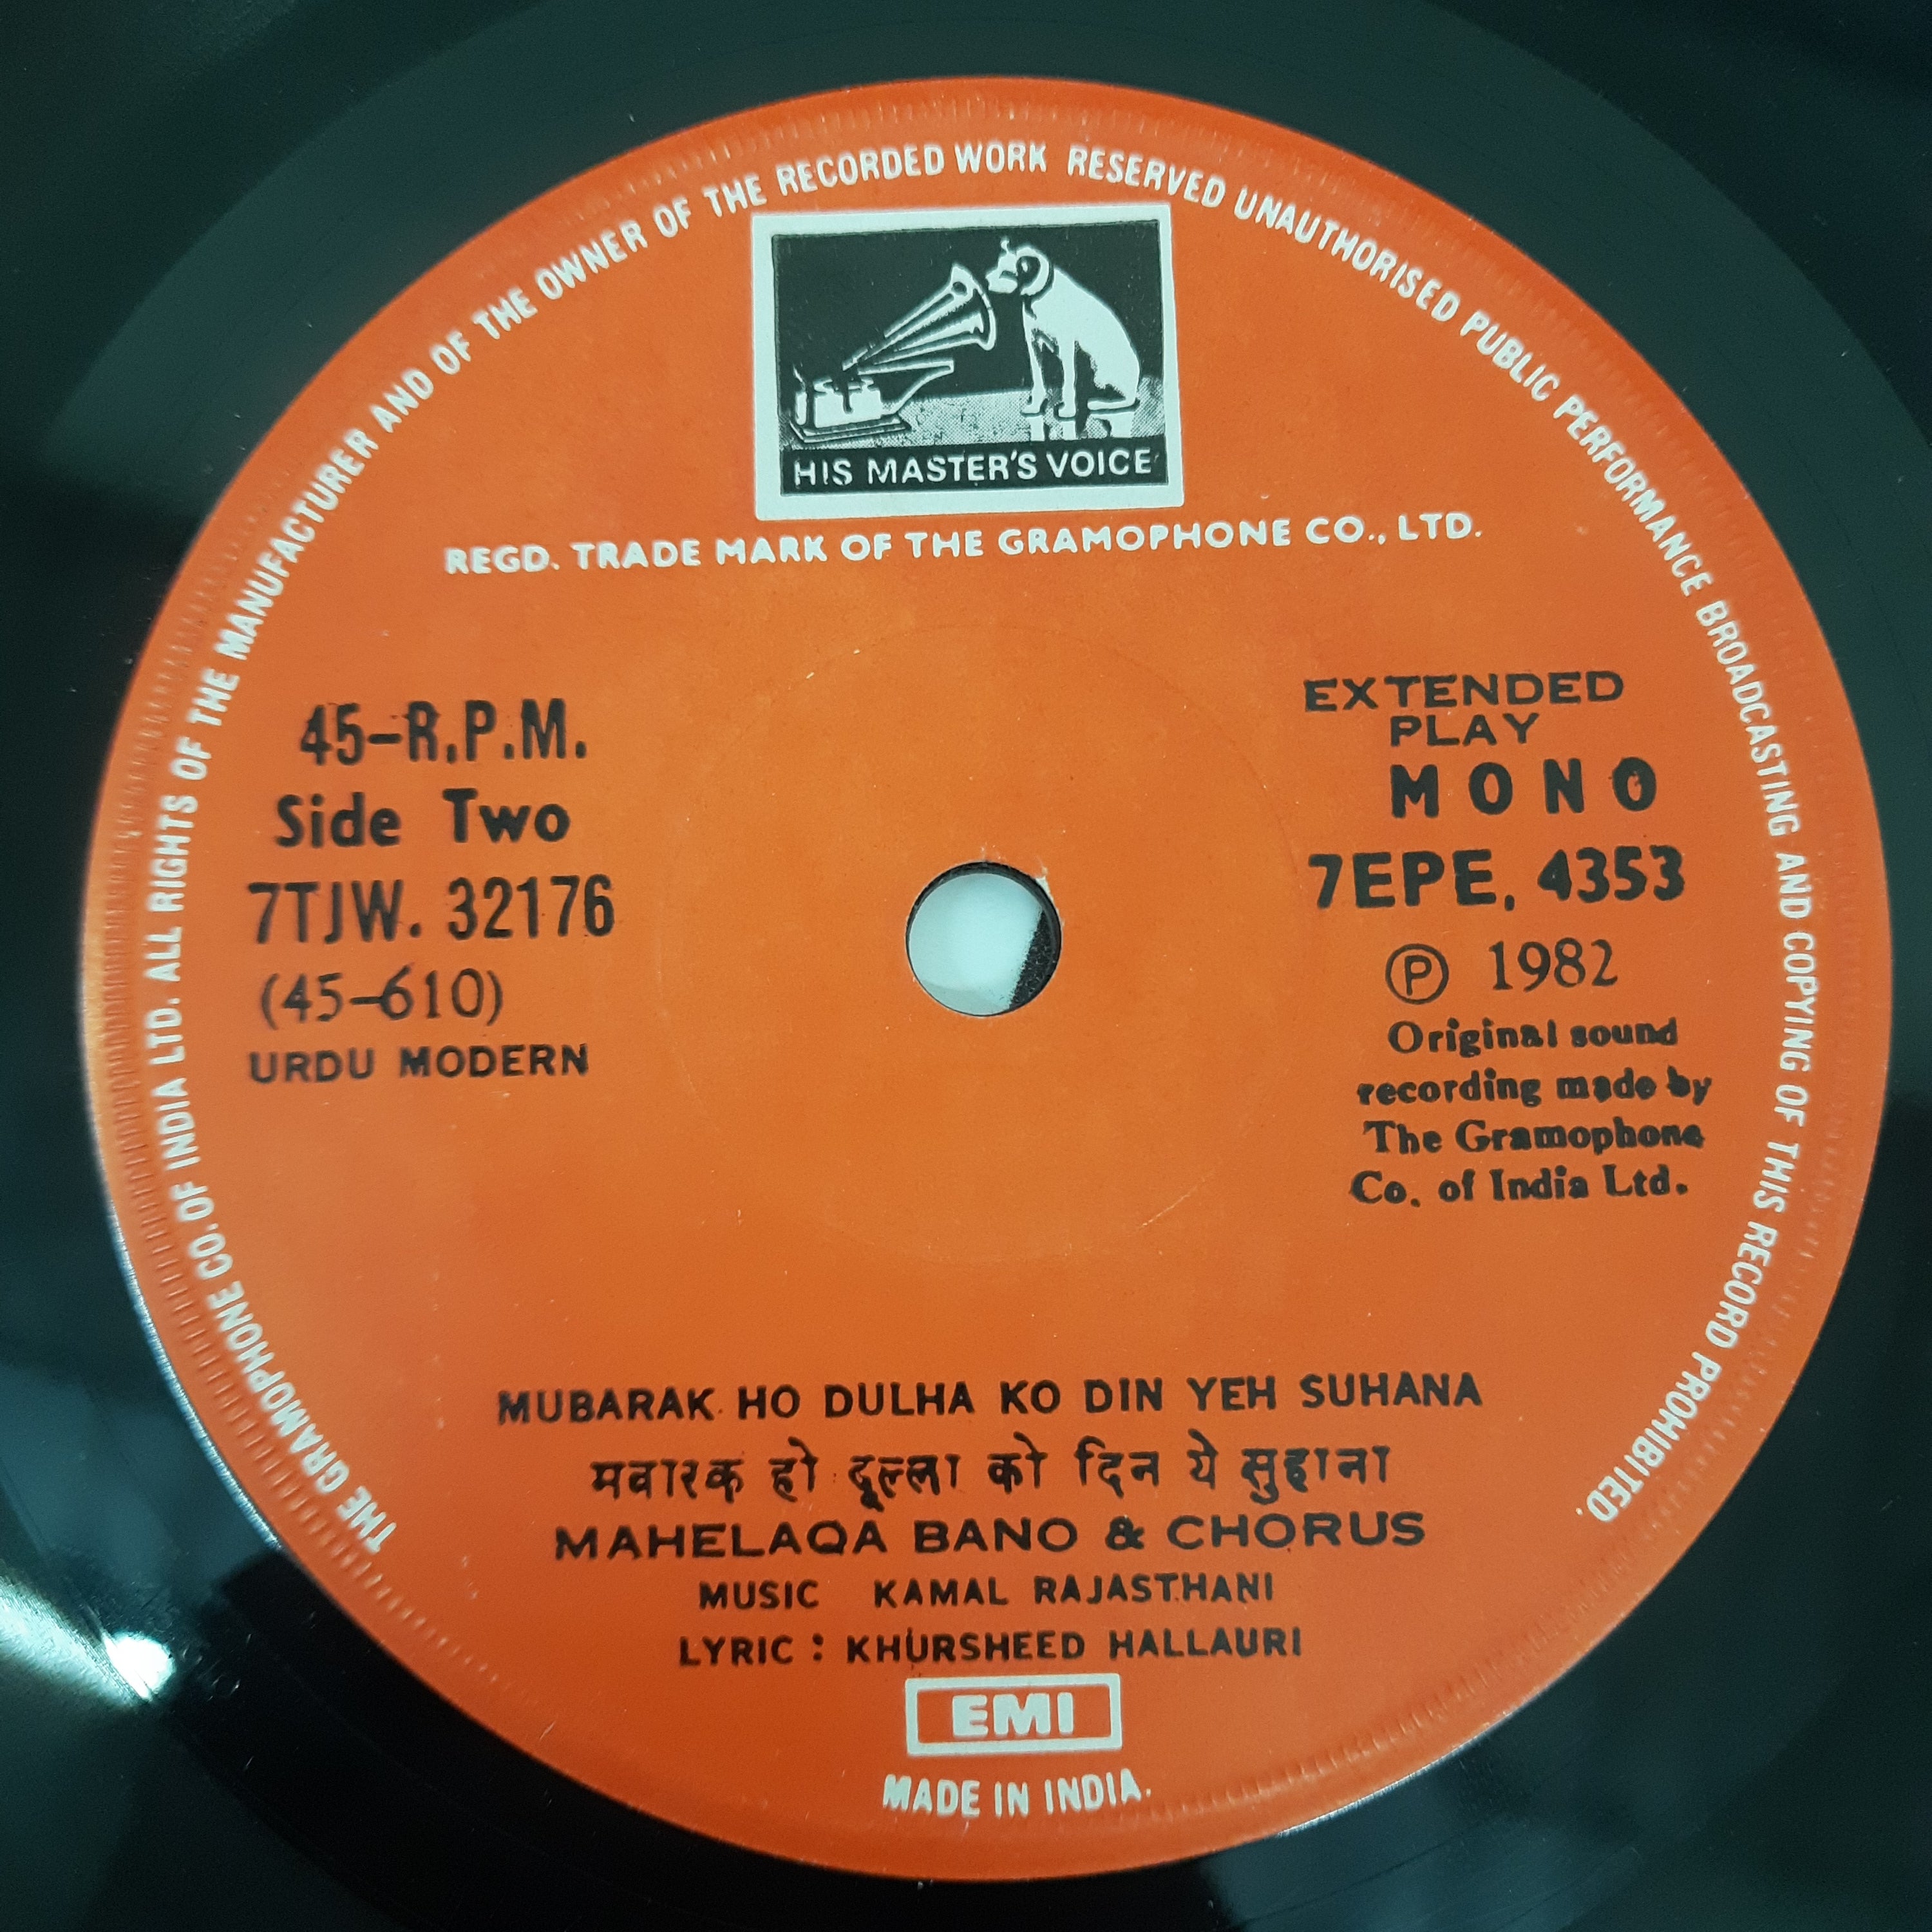 THE GRAMOPHONE CO. OF INDIA LTD. ALL RIGHTS OF THE MANUFACTURER AND OF THE OWNER OF THE RECORDED WORK RESERVED UNAUTHORISED PUBLIC PERFORMANCE BROADCASTING AND COPYING OF THIS RECORD PROHIBITED.
HIS MASTER'S VOICE
REGD. TRADE MARK OF THE GRAMOPHONE CO., LTD.
45-R.P.M.
Side Two
7TJW. 32176
(45-610)
URDU MODERN
EXTENDED
PLAY
MONO
7EPE. 4353
Ⓟ 1982
Original sound
recording made by
The Gramophone
Co. of India Ltd.
MUBARAK HO DULHA KO DIN YEH SUHANA
मवारक हो दूल्ला को दिन ये सुहाना
MAHELAQA BANO & CHORUS
MUSIC KAMAL RAJASTHANI
LYRIC : KHURSHEED HALLAURI
EMI
MADE IN INDIA.